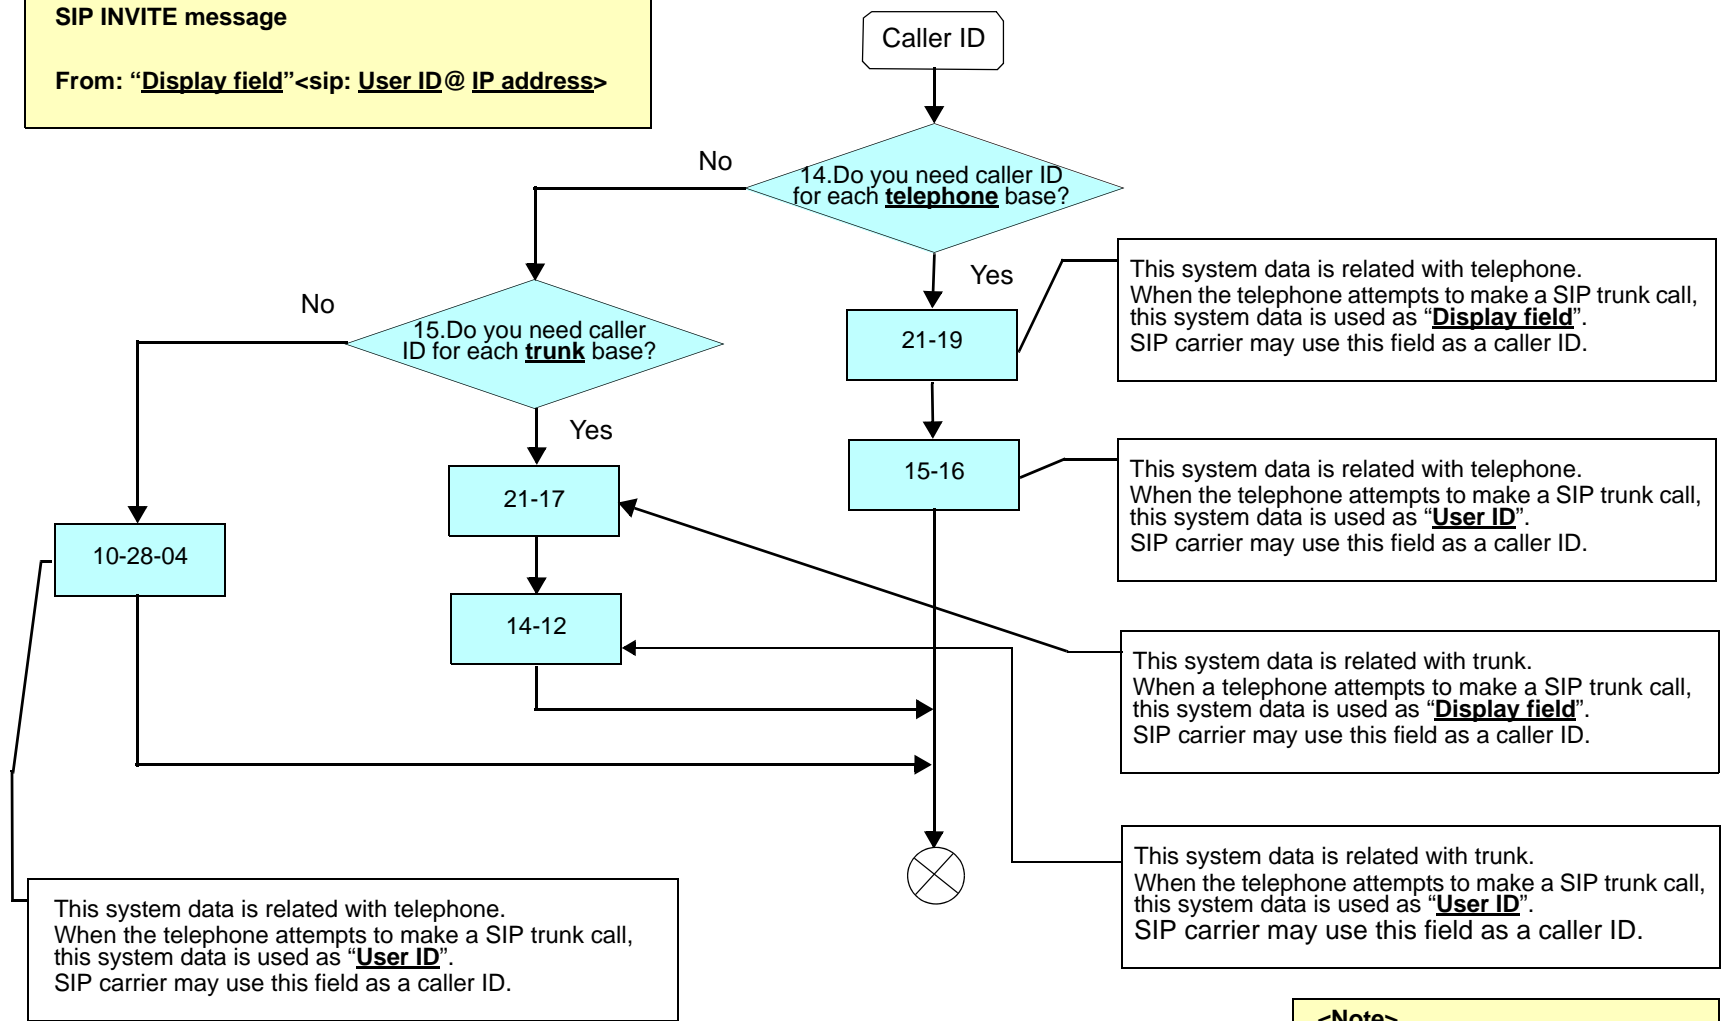 SIP INVITE message
From: “Display field”<sip: User ID@ IP address>
Caller ID
No
14.Do you need caller ID
for each telephone base?
Yes
No
15.Do you need caller
ID for each trunk base?
Yes
21-19
This system data is related with telephone.
When the telephone attempts to make a SIP trunk call,
this system data is used as “Display field”.
SIP carrier may use this field as a caller ID.
15-16
This system data is related with telephone.
When the telephone attempts to make a SIP trunk call,
this system data is used as “User ID”.
SIP carrier may use this field as a caller ID.
21-17
10-28-04
14-12
This system data is related with trunk.
When a telephone attempts to make a SIP trunk call,
this system data is used as “Display field”.
SIP carrier may use this field as a caller ID.
This system data is related with trunk.
When the telephone attempts to make a SIP trunk call,
this system data is used as “User ID”.
SIP carrier may use this field as a caller ID.
This system data is related with telephone.
When the telephone attempts to make a SIP trunk call,
this system data is used as “User ID”.
SIP carrier may use this field as a caller ID.
<Note>